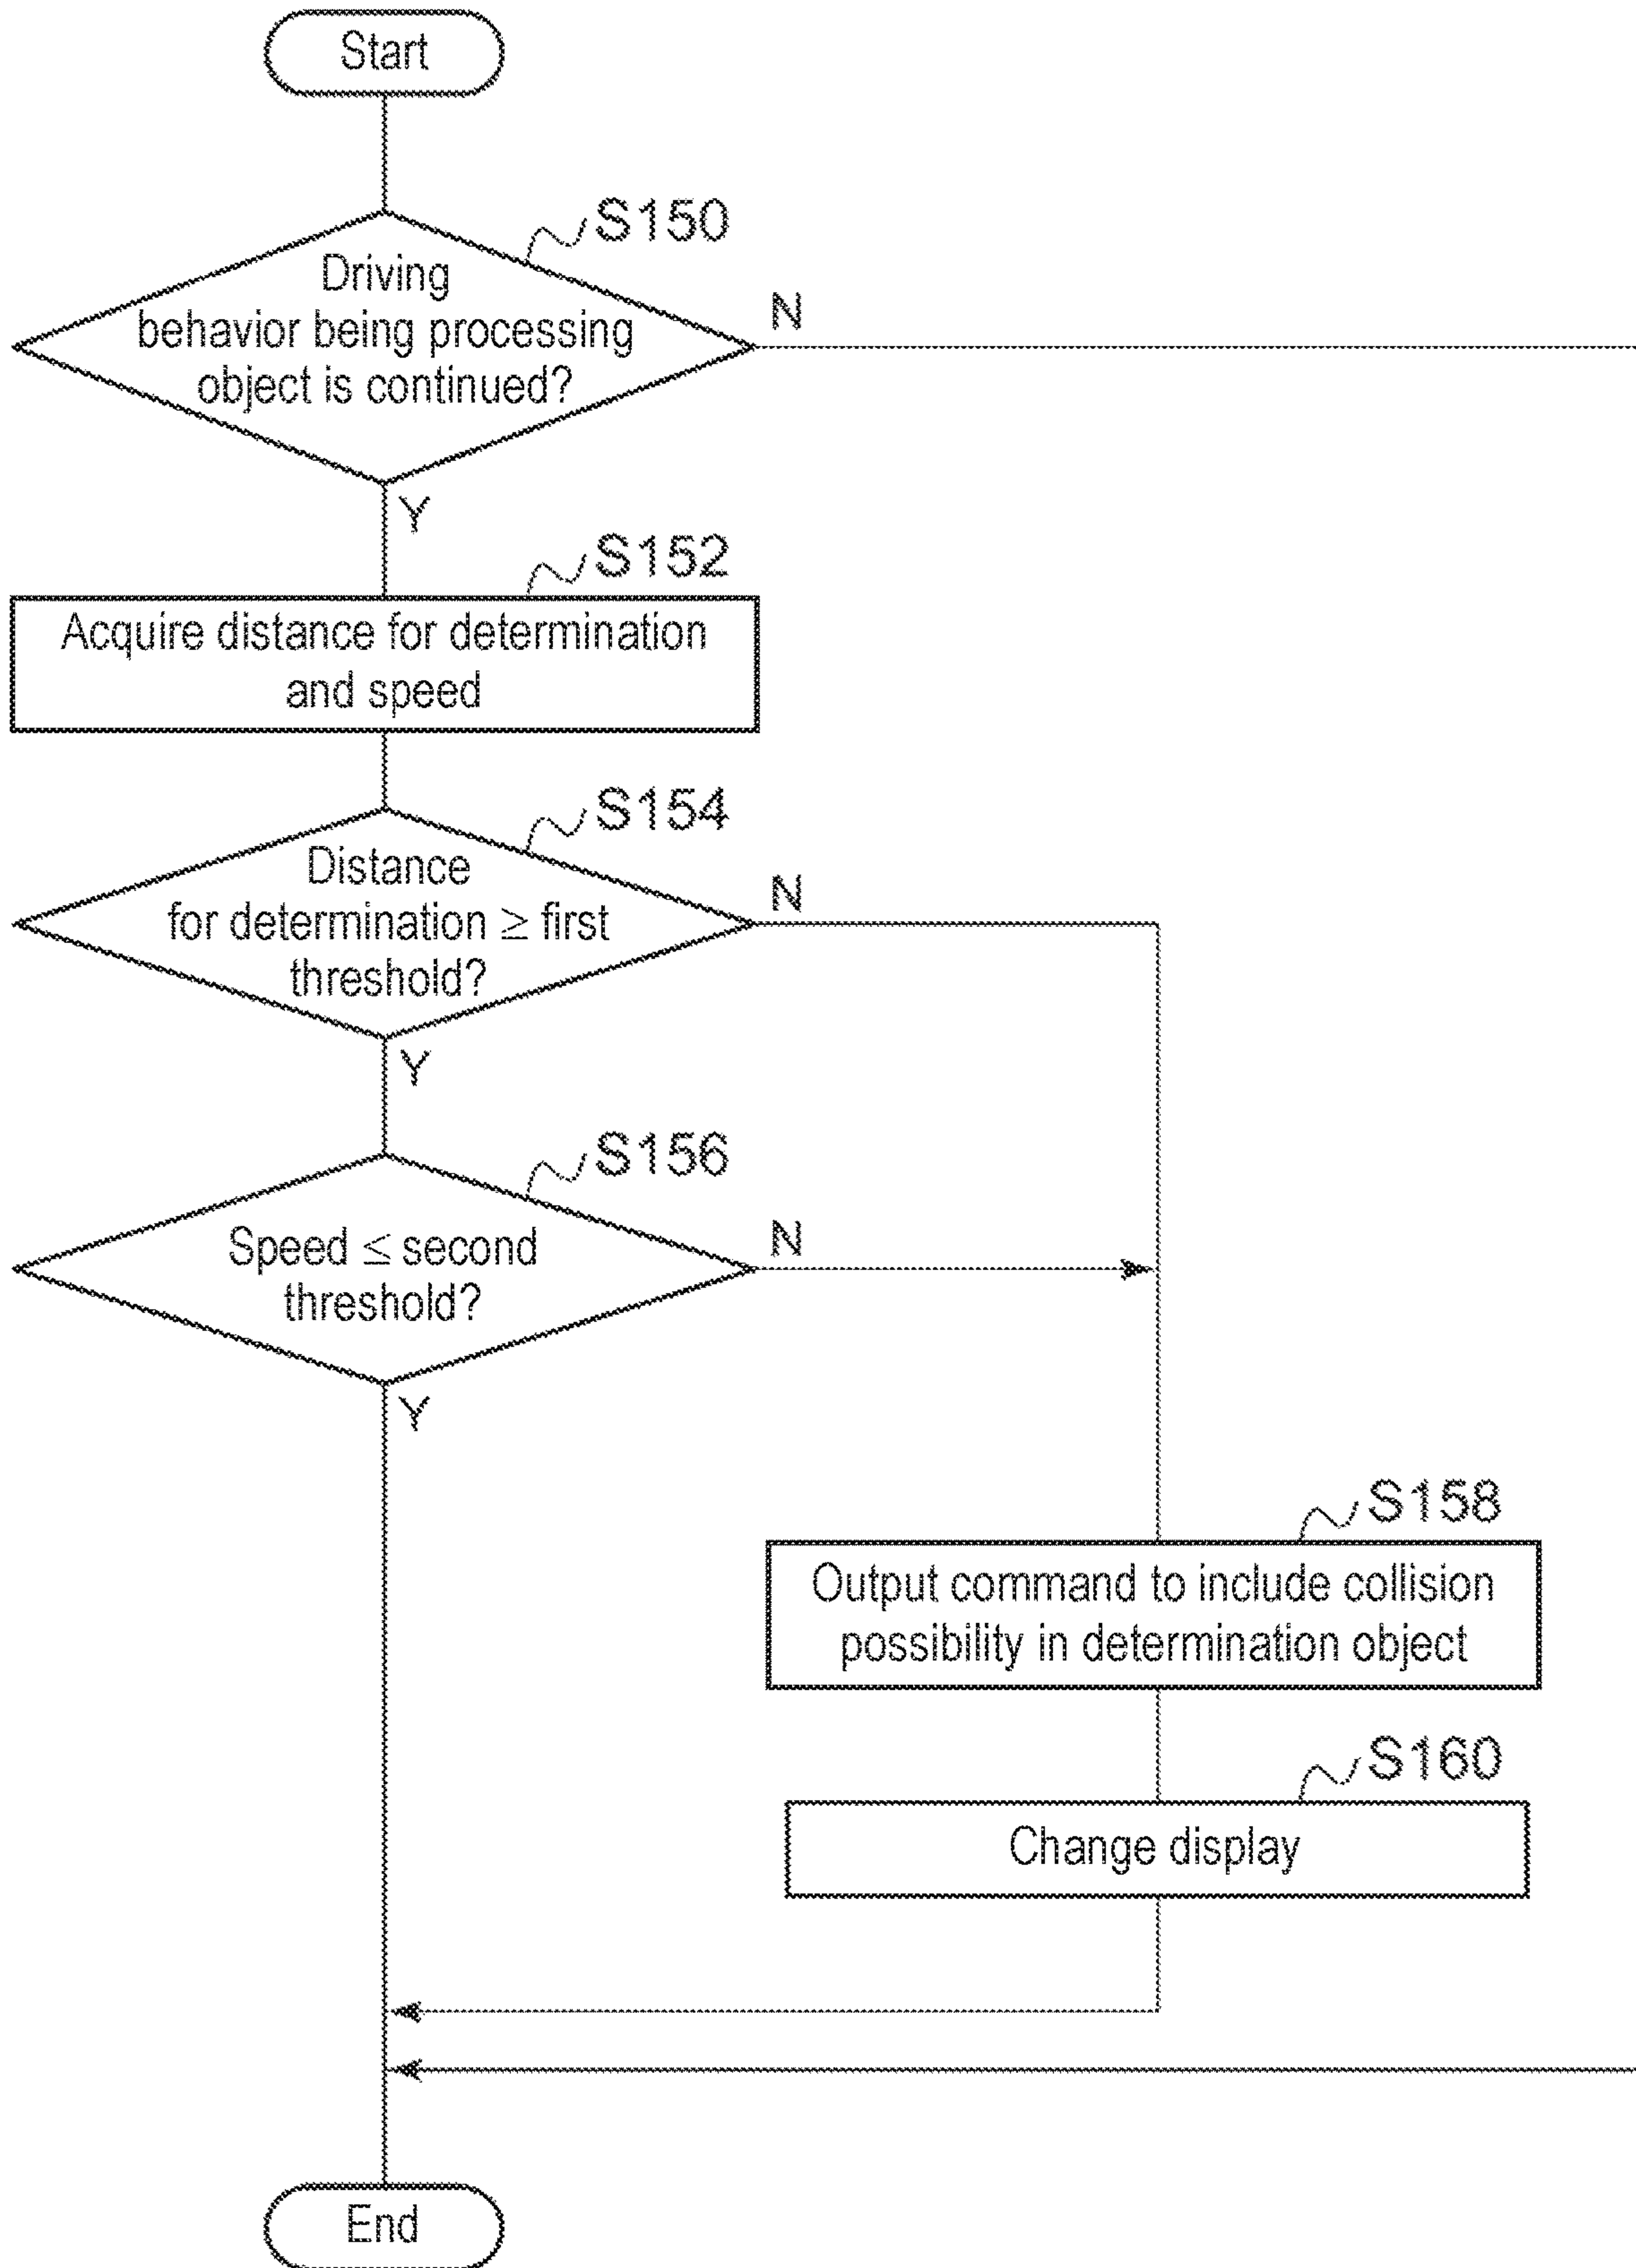 Start
S150
Driving
behavior being processing
object is continued?
N
Y
S152
Acquire distance for determination
and speed
S154
Distance
for determination ≥ first
threshold?
N
Y
S156
Speed ≤ second
threshold?
N
Y
S158
Output command to include collision
possibility in determination object
S160
Change display
End